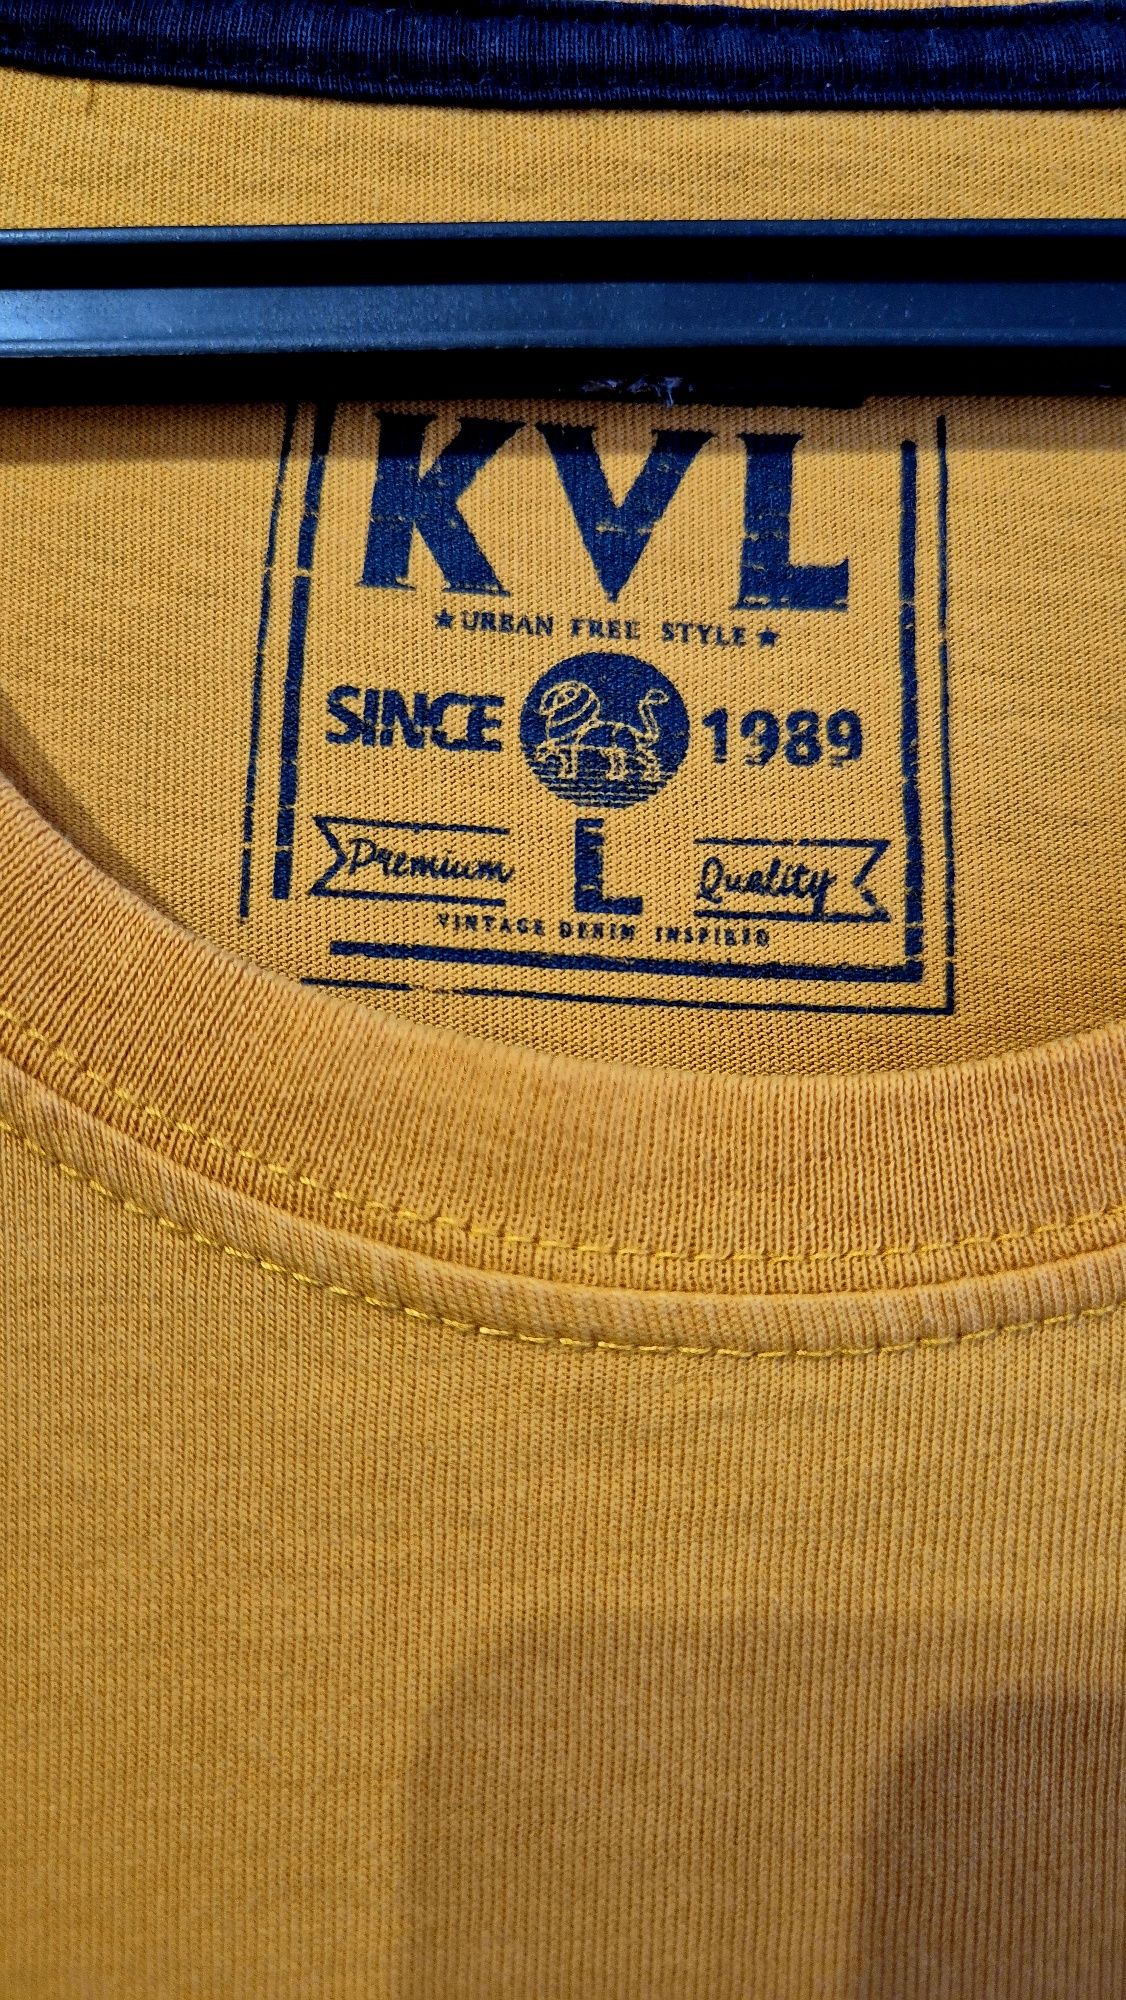 KVL
★ URBAN FREE STYLE ★
SINCE 1989
Premium L Quality
VINTAGE DENIM INSPIRED